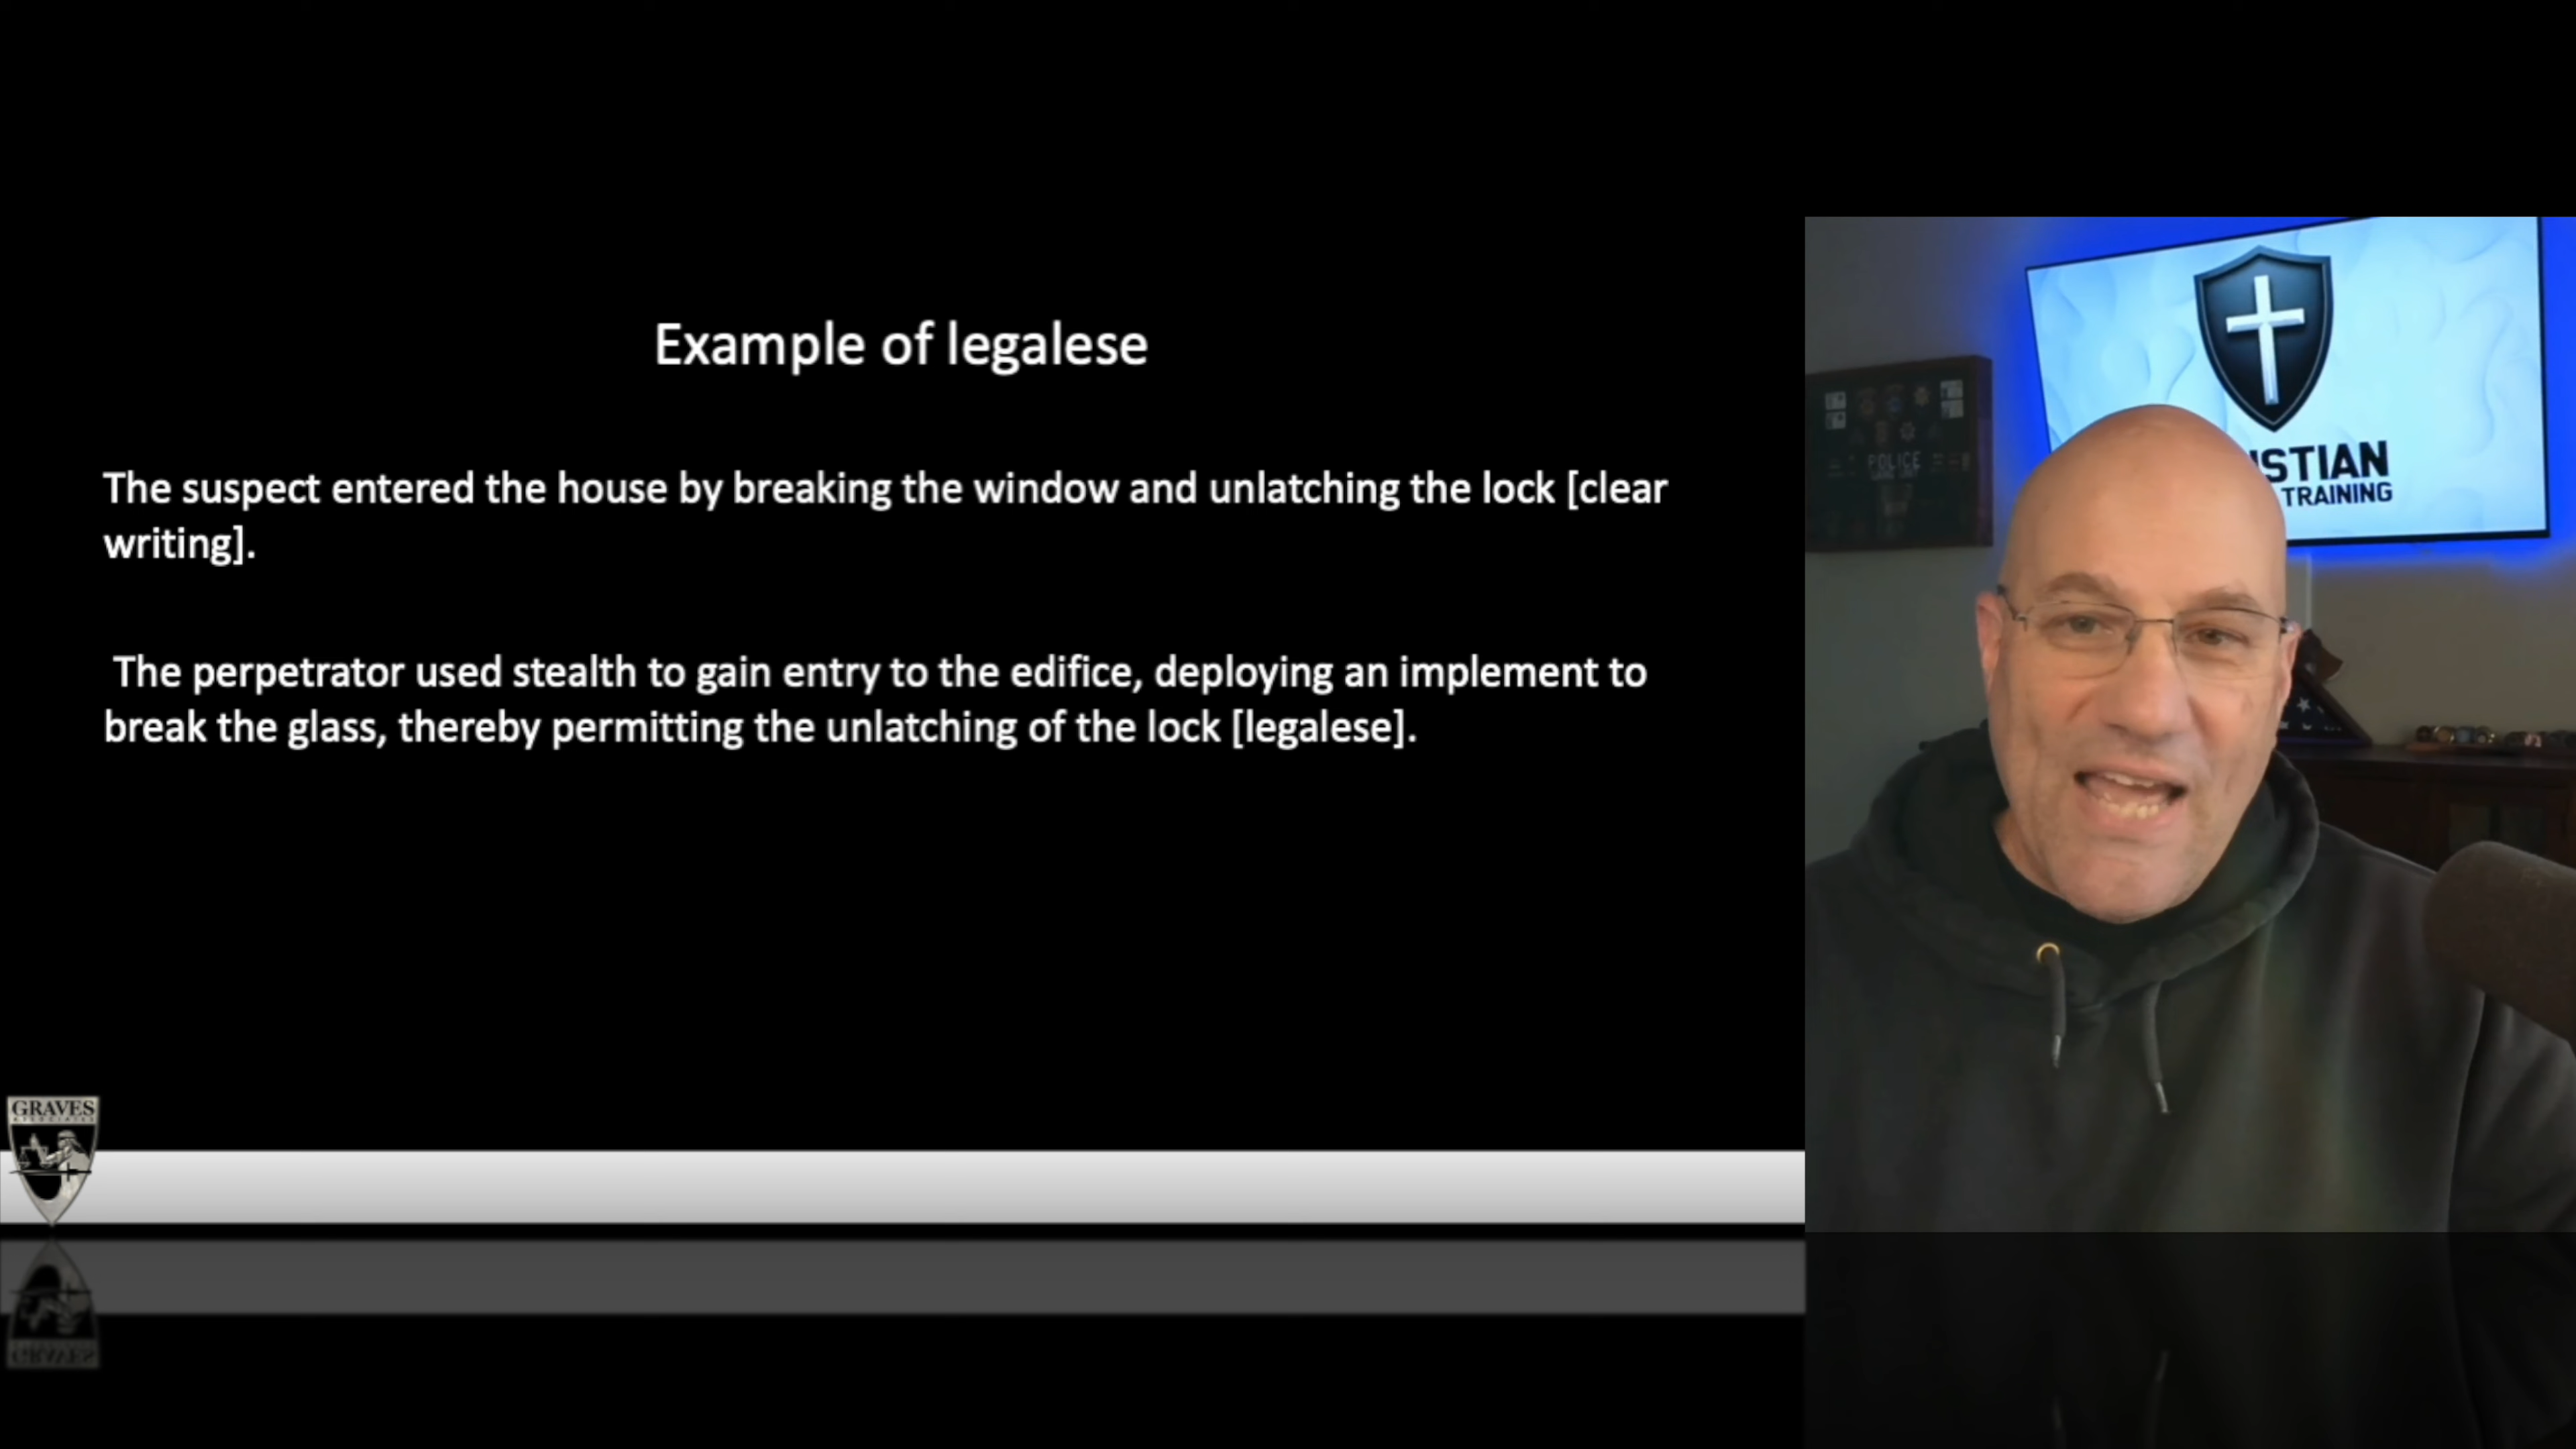 Example of legalese
The suspect entered the house by breaking the window and unlatching the lock [clear
writing].
The perpetrator used stealth to gain entry to the edifice, deploying an implement to
break the glass, thereby permitting the unlatching of the lock [legalese].
GRAVES
ASSOCIATES
POLICE
ISTIAN
TRAINING